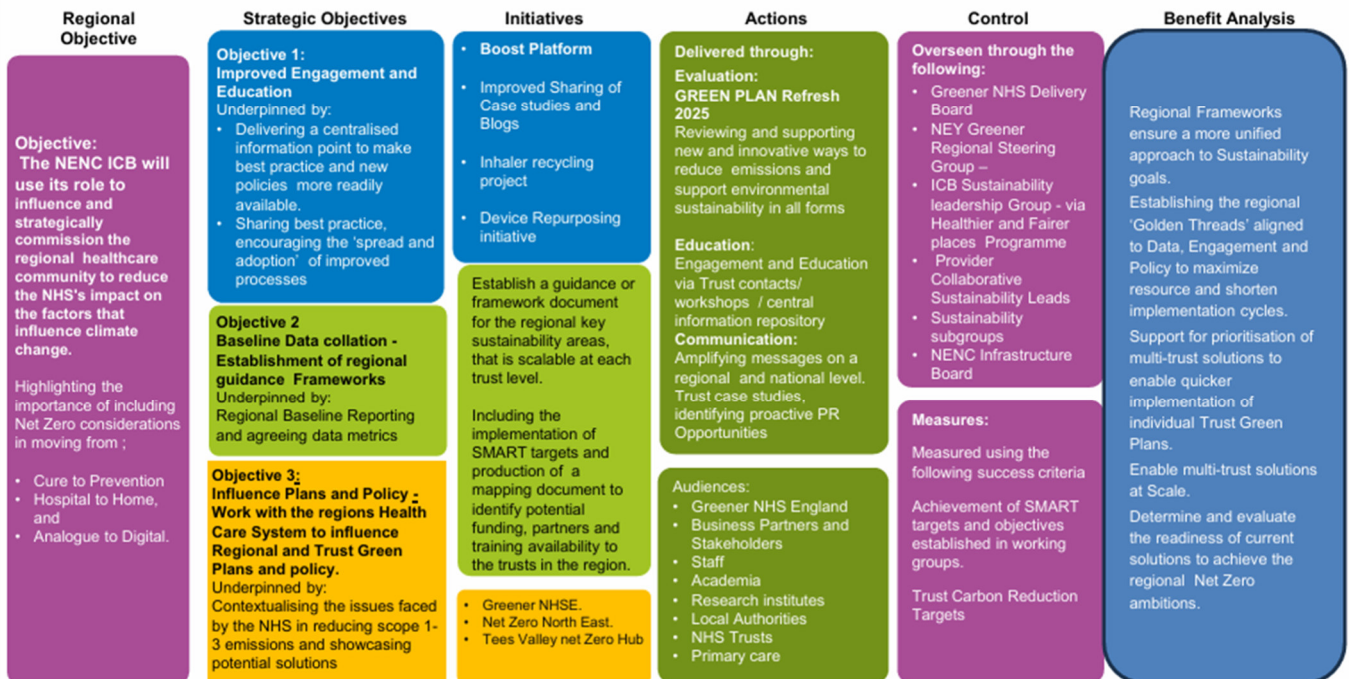 Regional
Objective
Objective:
The NENC ICB will
use its role to
influence and
strategically
commission the
regional healthcare
community to reduce
the NHS's impact on
the factors that
influence climate
change.
Highlighting the
importance of including
Net Zero considerations
in moving from ;
• Cure to Prevention
• Hospital to Home,
and
• Analogue to Digital.
Strategic Objectives
Objective 1:
Improved Engagement and
Education
Underpinned by:
• Delivering a centralised
information point to make
best practice and new
policies more readily
available.
• Sharing best practice,
encouraging the 'spread and
adoption' of improved
processes
Objective 2
Baseline Data collation -
Establishment of regional
guidance Frameworks
Underpinned by:
Regional Baseline Reporting
and agreeing data metrics
Objective 3:
Influence Plans and Policy -
Work with the regions Health
Care System to influence
Regional and Trust Green
Plans and policy.
Underpinned by:
Contextualising the issues faced
by the NHS in reducing scope 1-
3 emissions and showcasing
potential solutions
Initiatives
• Boost Platform
• Improved Sharing of
Case studies and
Blogs
• Inhaler recycling
project
• Device Repurposing
initiative
Establish a guidance or
framework document
for the regional key
sustainability areas,
that is scalable at each
trust level.
Including the
implementation of
SMART targets and
production of a
mapping document to
identify potential
funding, partners and
training availability to
the trusts in the region.
• Greener NHSE.
• Net Zero North East.
• Tees Valley net Zero Hub
Actions
Delivered through:
Evaluation:
GREEN PLAN Refresh
2025
Reviewing and supporting
new and innovative ways to
reduce emissions and
support environmental
sustainability in all forms
Education:
Engagement and Education
via Trust contacts/
workshops / central
information repository
Communication:
Amplifying messages on a
regional and national level.
Trust case studies,
identifying proactive PR
Opportunities
Audiences:
• Greener NHS England
• Business Partners and
Stakeholders
• Staff
• Academia
• Research institutes
• Local Authorities
• NHS Trusts
• Primary care
Control
Overseen through the
following:
• Greener NHS Delivery
Board
• NEY Greener
Regional Steering
Group –
• ICB Sustainability
leadership Group - via
Healthier and Fairer
places Programme
• Provider
Collaborative
Sustainability Leads
• Sustainability
subgroups
• NENC Infrastructure
Board
Measures:
Measured using the
following success criteria
Achievement of SMART
targets and objectives
established in working
groups.
Trust Carbon Reduction
Targets
Benefit Analysis
Regional Frameworks
ensure a more unified
approach to Sustainability
goals.
Establishing the regional
'Golden Threads' aligned
to Data, Engagement and
Policy to maximize
resource and shorten
implementation cycles.
Support for prioritisation of
multi-trust solutions to
enable quicker
implementation of
individual Trust Green
Plans.
Enable multi-trust solutions
at Scale.
Determine and evaluate
the readiness of current
solutions to achieve the
regional Net Zero
ambitions.